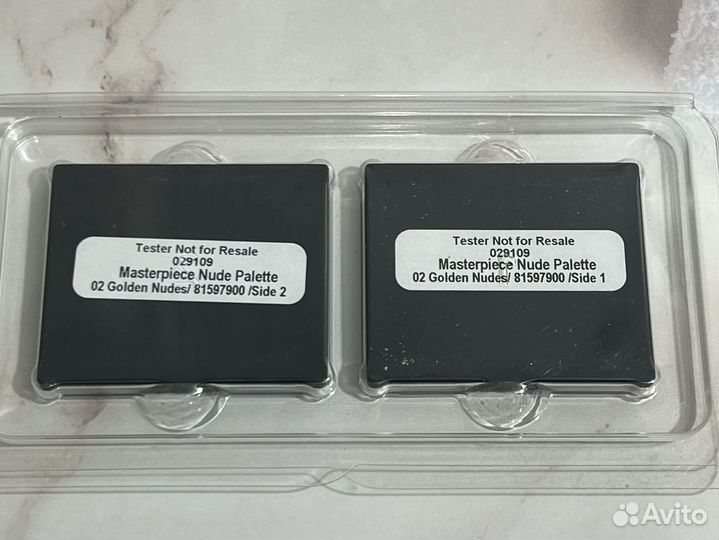 Tester Not for Resale
029109
Masterpiece Nude Palette
02 Golden Nudes/ 81597900 /Side 2
Tester Not for Resale
029109
Masterpiece Nude Palette
02 Golden Nudes/ 81597900 /Side 1
Avito